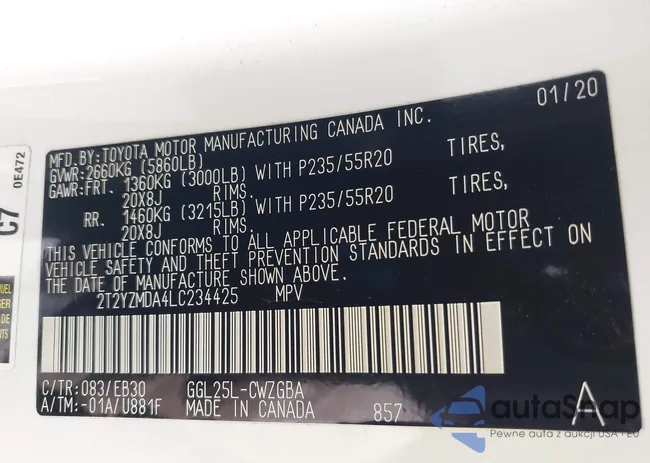 01/20
MFD.BY:TOYOTA MOTOR MANUFACTURING CANADA INC.
GVWR:2660KG (5860LB)
GAWR:FRT. 1360KG (3000LB) WITH P235/55R20 TIRES,
20X8J RIMS.
RR. 1460KG (3215LB) WITH P235/55R20 TIRES,
20X8J RIMS.
THIS VEHICLE CONFORMS TO ALL APPLICABLE FEDERAL MOTOR
VEHICLE SAFETY AND THEFT PREVENTION STANDARDS IN EFFECT ON
THE DATE OF MANUFACTURE SHOWN ABOVE.
2T2YZMDA4LC234425 MPV
C/TR:083/EB30 GGL25L-CWZGBA
A/TM:-01A/U881F MADE IN CANADA 857 A
C7 0E472
autoSnap
Pewne auta z aukcji USA i EU